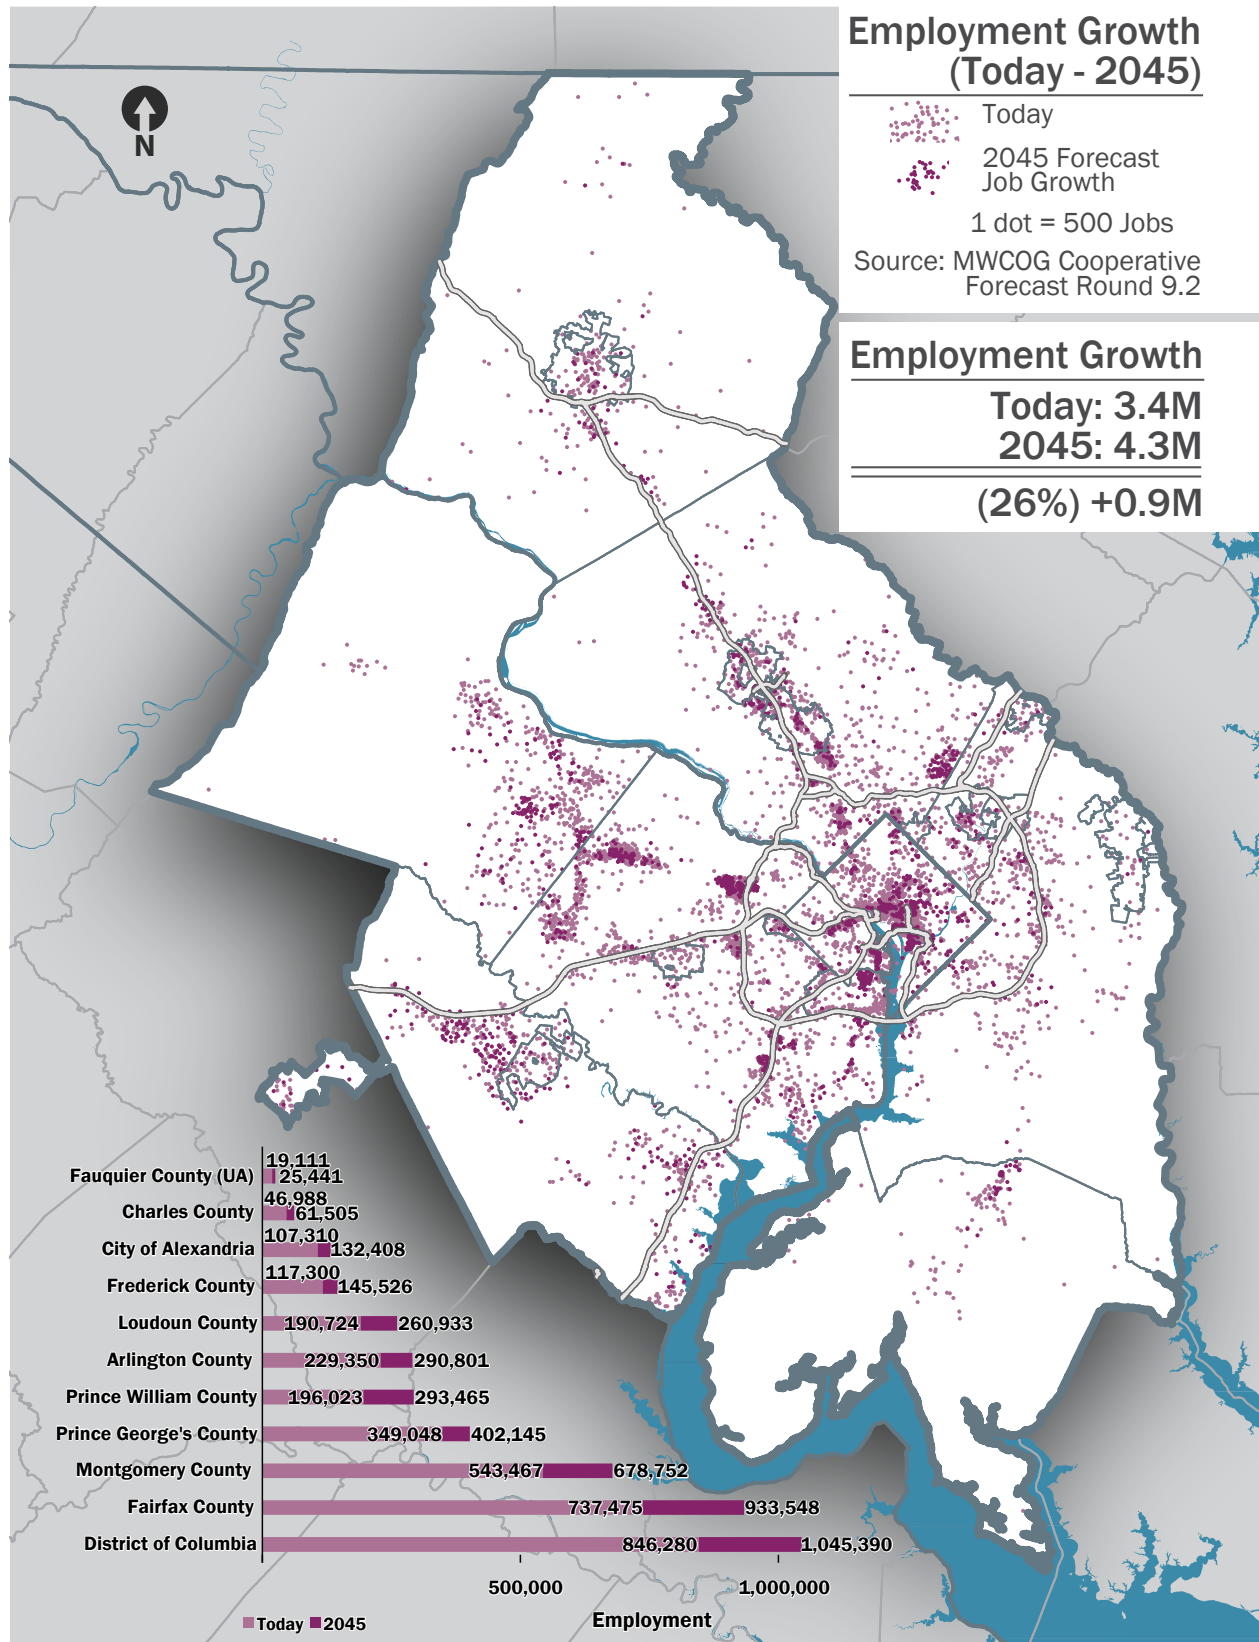 Employment Growth
(Today - 2045)
Today
2045 Forecast
Job Growth
1 dot = 500 Jobs
Source: MWCOG Cooperative
Forecast Round 9.2
N
Employment Growth
Today: 3.4M
2045: 4.3M
(26%) +0.9M
19,111
Fauquier County (UA) 25,441
46,988
Charles County 61,505
107,310
City of Alexandria 132,408
117,300
Frederick County 145,526
Loudoun County 190,724 260,933
Arlington County 229,350 290,801
Prince William County 196,023 293,465
Prince George's County 349,048 402,145
Montgomery County 543,467 678,752
Fairfax County 737,475 933,548
District of Columbia 846,280 1,045,390
500,000 1,000,000
Employment
Today 2045